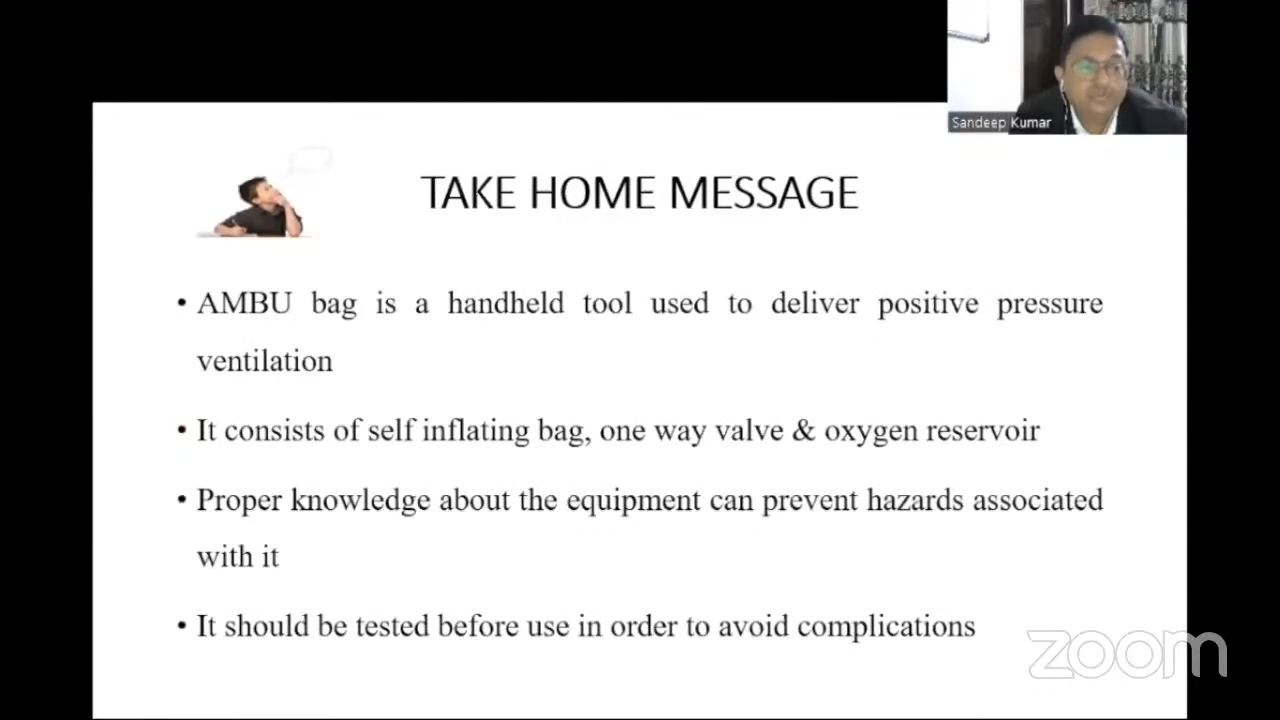 Sandeep Kumar
TAKE HOME MESSAGE
• AMBU bag is a handheld tool used to deliver positive pressure
ventilation
• It consists of self inflating bag, one way valve & oxygen reservoir
• Proper knowledge about the equipment can prevent hazards associated
with it
• It should be tested before use in order to avoid complications
zoom